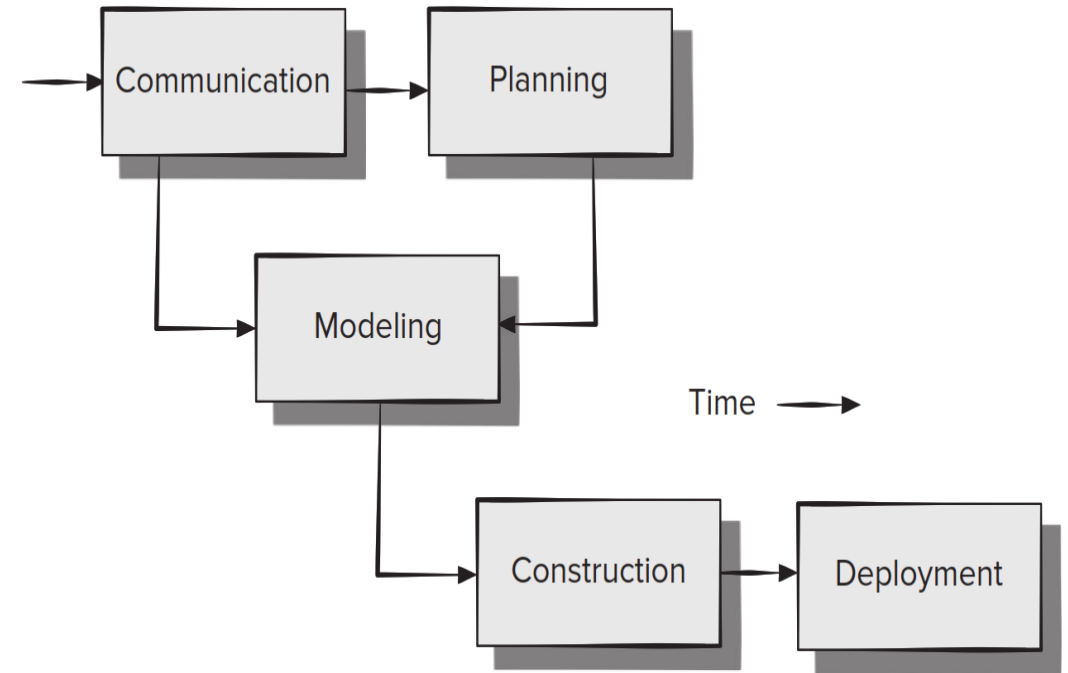 Communication
Planning
Modeling
Time
Construction
Deployment